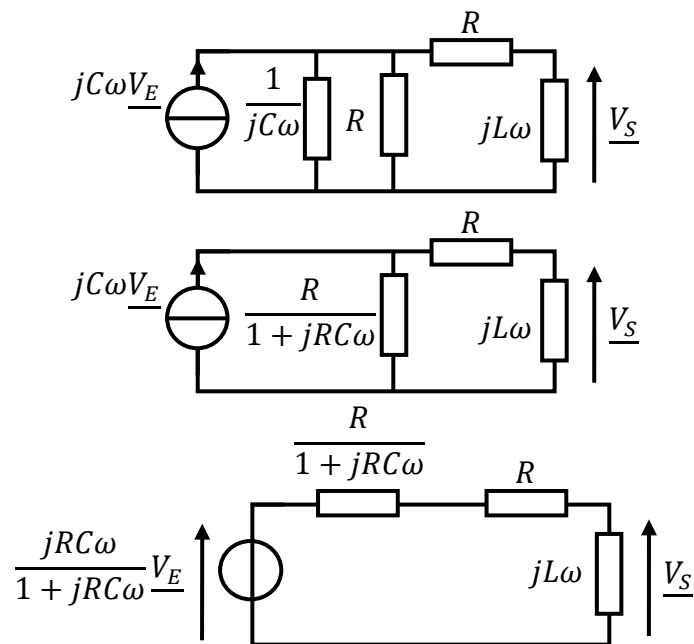 R
jCωV_E
1/jCω
R
jLω
V_S
R
jCωV_E
R/(1 + jRCω)
jLω
V_S
R/(1 + jRCω)
R
jRCω/(1 + jRCω) V_E
jLω
V_S